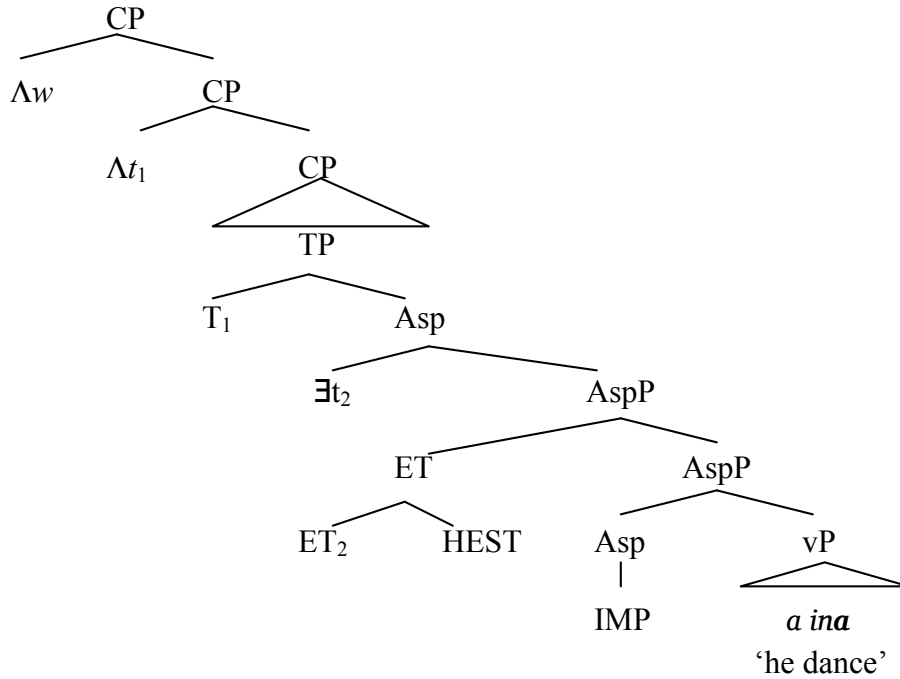 CP
Λw CP
Λt₁ CP
TP
T₁ Asp
∃t₂ AspP
ET AspP
ET₂ HEST Asp vP
IMP a ina
‘he dance’